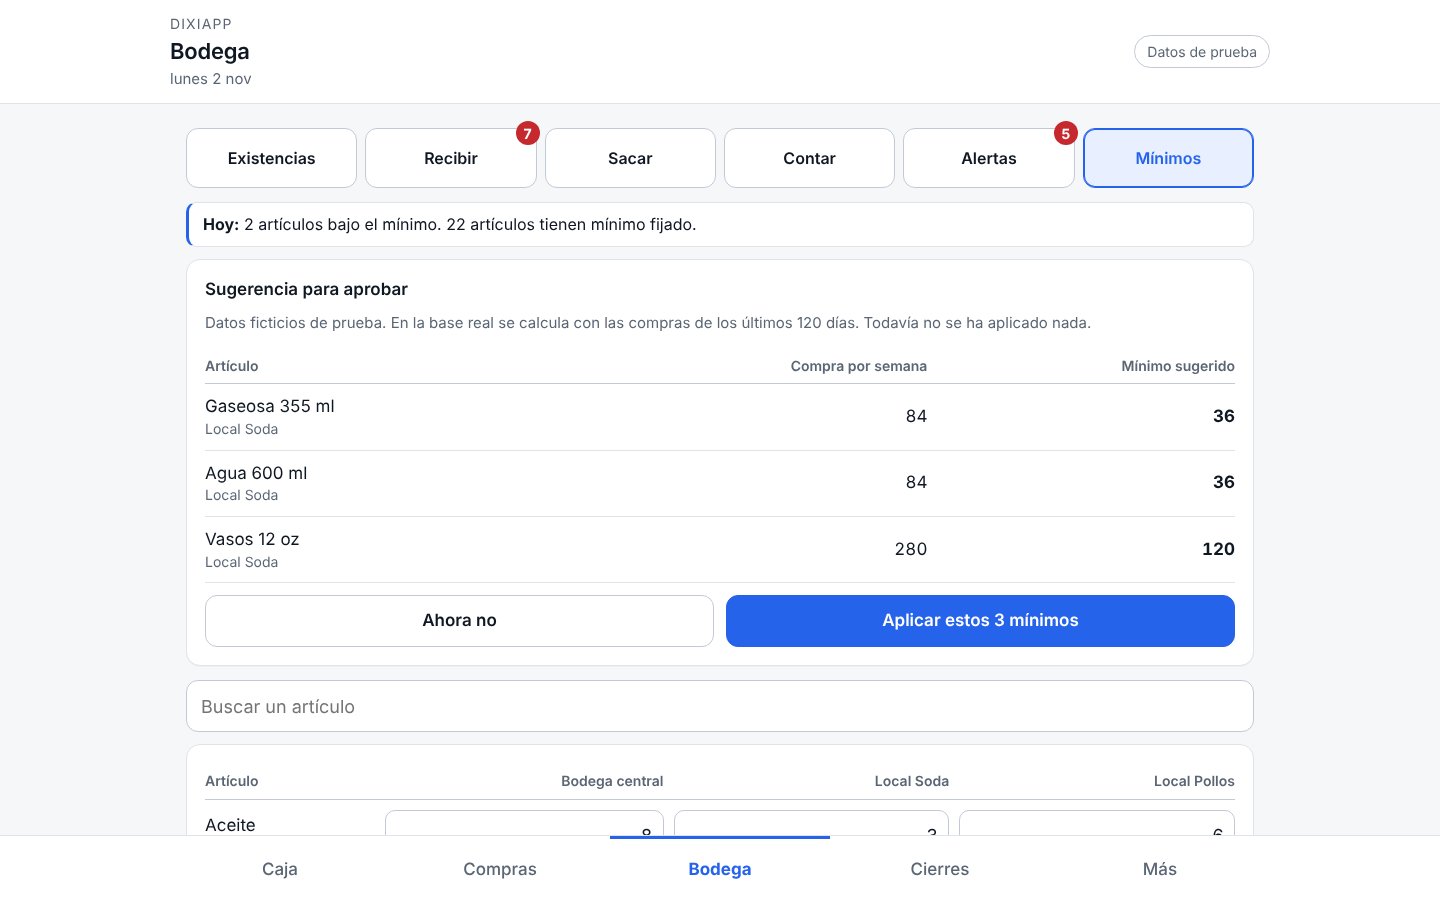 DIXIAPP
Bodega
lunes 2 nov
Datos de prueba
Existencias
Recibir
7
Sacar
Contar
Alertas
5
Mínimos
Hoy: 2 artículos bajo el mínimo. 22 artículos tienen mínimo fijado.
Sugerencia para aprobar
Datos ficticios de prueba. En la base real se calcula con las compras de los últimos 120 días. Todavía no se ha aplicado nada.
Artículo Compra por semana Mínimo sugerido
Gaseosa 355 ml
Local Soda
84 36
Agua 600 ml
Local Soda
84 36
Vasos 12 oz
Local Soda
280 120
Ahora no
Aplicar estos 3 mínimos
Buscar un artículo
Artículo Bodega central Local Soda Local Pollos
Aceite 8 3 6
Caja
Compras
Bodega
Cierres
Más